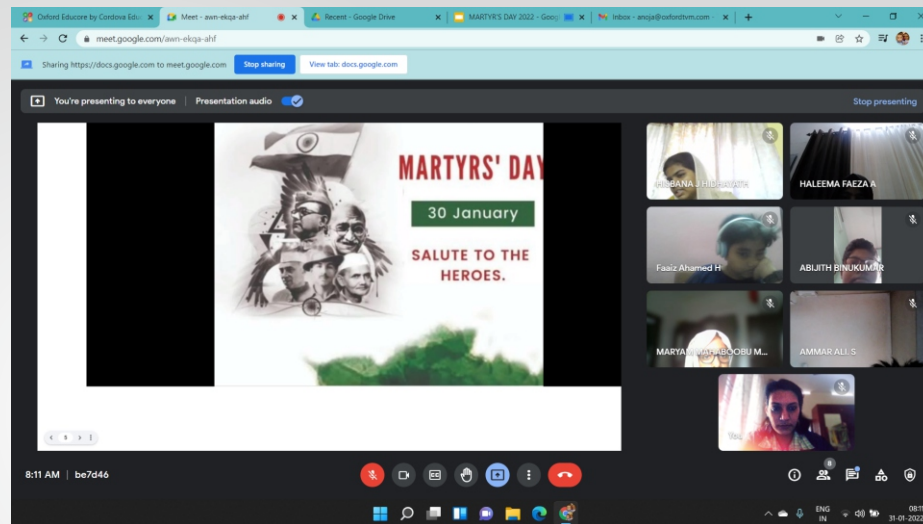 Oxford Educore by Cordova Edu
Meet - awn-ekqa-ahf
Recent - Google Drive
MARTYR'S DAY 2022 - Goo
Inbox - anoja@oxfordtvm.com -
meet.google.com/awn-ekqa-ahf
Sharing https://docs.google.com to meet.google.com
Stop sharing
View tab: docs.google.com
You're presenting to everyone
Presentation audio
Stop presenting
MARTYRS' DAY
30 January
SALUTE TO THE
HEROES.
HALEEMA FAEZA A
Faaiz Ahamed H
ABIJITH BINUKUMAR
AMMAR ALI. S
You
8:11 AM | be7d46
8
ENG
IN
31-01-2022